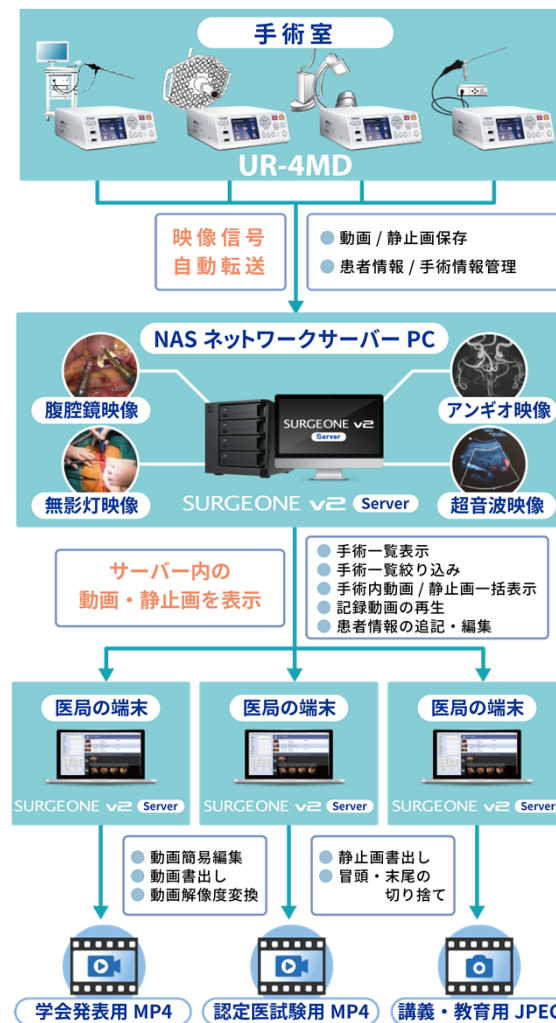 手術室
UR-4MD
映像信号
自動転送
動画 / 静止画保存
患者情報 / 手術情報管理
NAS ネットワークサーバー PC
腹腔鏡映像
アンギオ映像
SURGEONE v2
Server
無影灯映像
超音波映像
SURGEONE v2 Server
サーバー内の
動画・静止画を表示
手術一覧表示
手術一覧絞り込み
手術内動画 / 静止画一括表示
記録動画の再生
患者情報の追記・編集
医局の端末
医局の端末
医局の端末
SURGEONE v2 Server
SURGEONE v2 Server
SURGEONE v2 Server
動画簡易編集
動画書出し
動画解像度変換
静止画書出し
冒頭・末尾の
切り捨て
学会発表用 MP4
認定医試験用 MP4
講義・教育用 JPEG